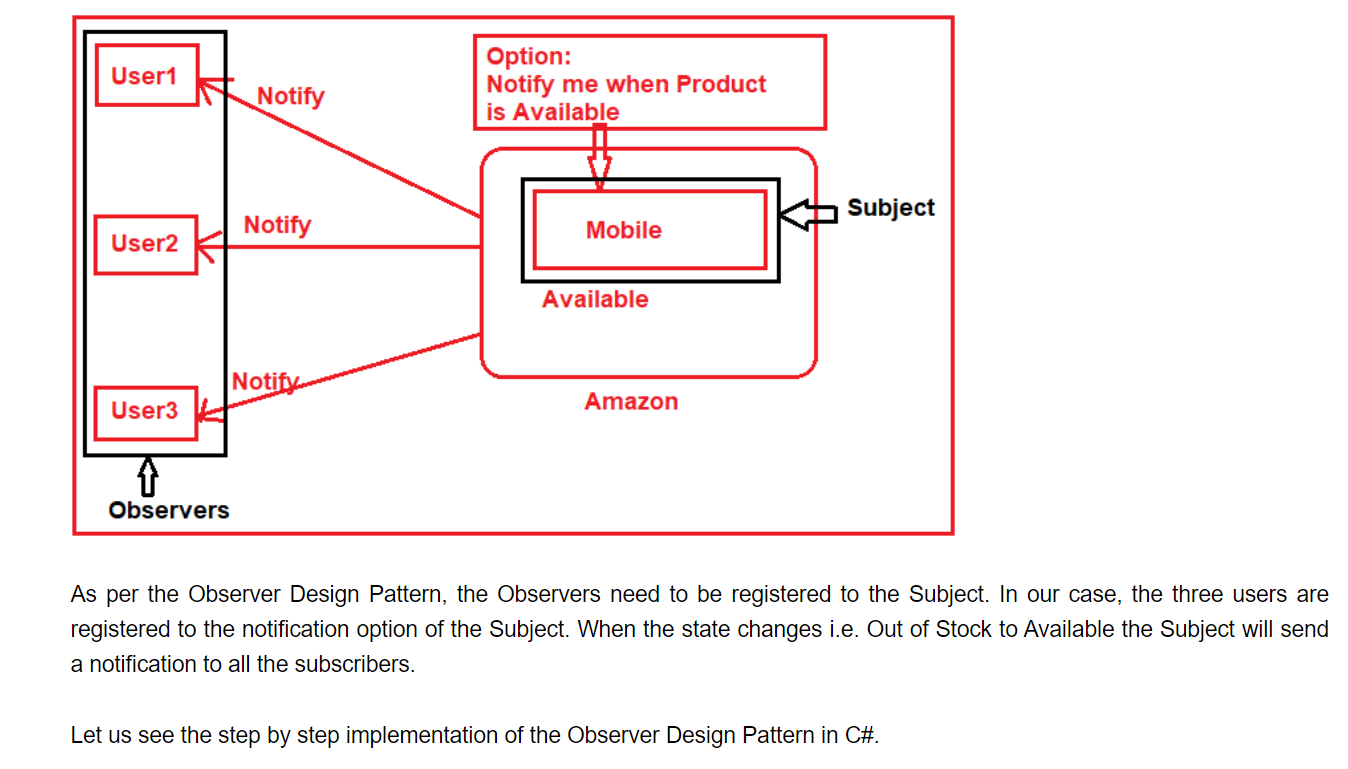 User1
Notify
Option:
Notify me when Product
is Available
Subject
Mobile
User2
Notify
Available
User3
Notify
Amazon
Observers
As per the Observer Design Pattern, the Observers need to be registered to the Subject. In our case, the three users are
registered to the notification option of the Subject. When the state changes i.e. Out of Stock to Available the Subject will send
a notification to all the subscribers.
Let us see the step by step implementation of the Observer Design Pattern in C#.